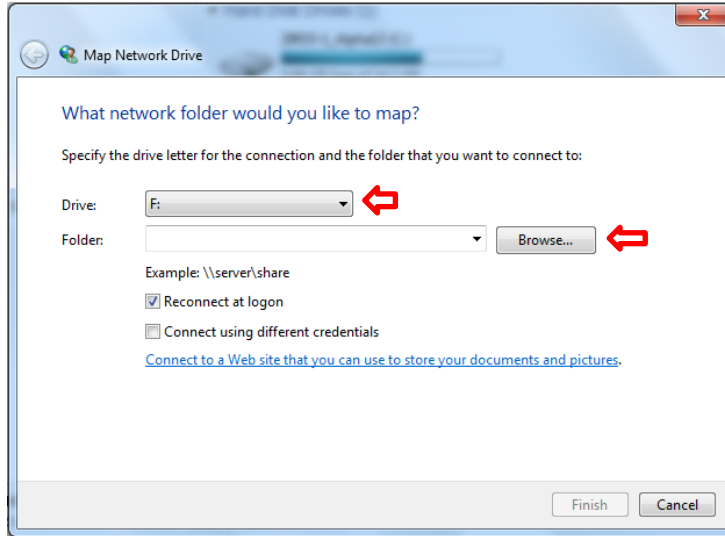 Map Network Drive
What network folder would you like to map?
Specify the drive letter for the connection and the folder that you want to connect to:
Drive: F:
Folder: Browse...
Example: \\server\share
Reconnect at logon
Connect using different credentials
Connect to a Web site that you can use to store your documents and pictures.
Finish Cancel